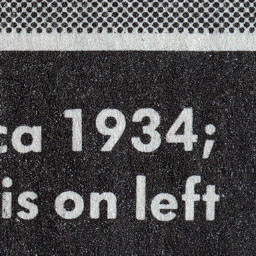 ca 1934;
is on left